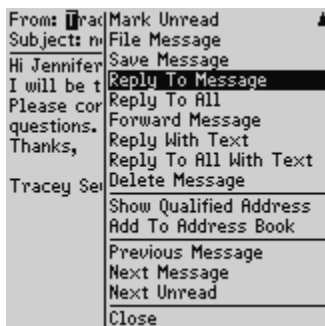 From: Trac
Subject: n
Hi Jennifer
I will be t
Please cor
questions.
Thanks,
Tracey Se
Mark Unread
File Message
Save Message
Reply To Message
Reply To All
Forward Message
Reply With Text
Reply To All With Text
Delete Message
Show Qualified Address
Add To Address Book
Previous Message
Next Message
Next Unread
Close